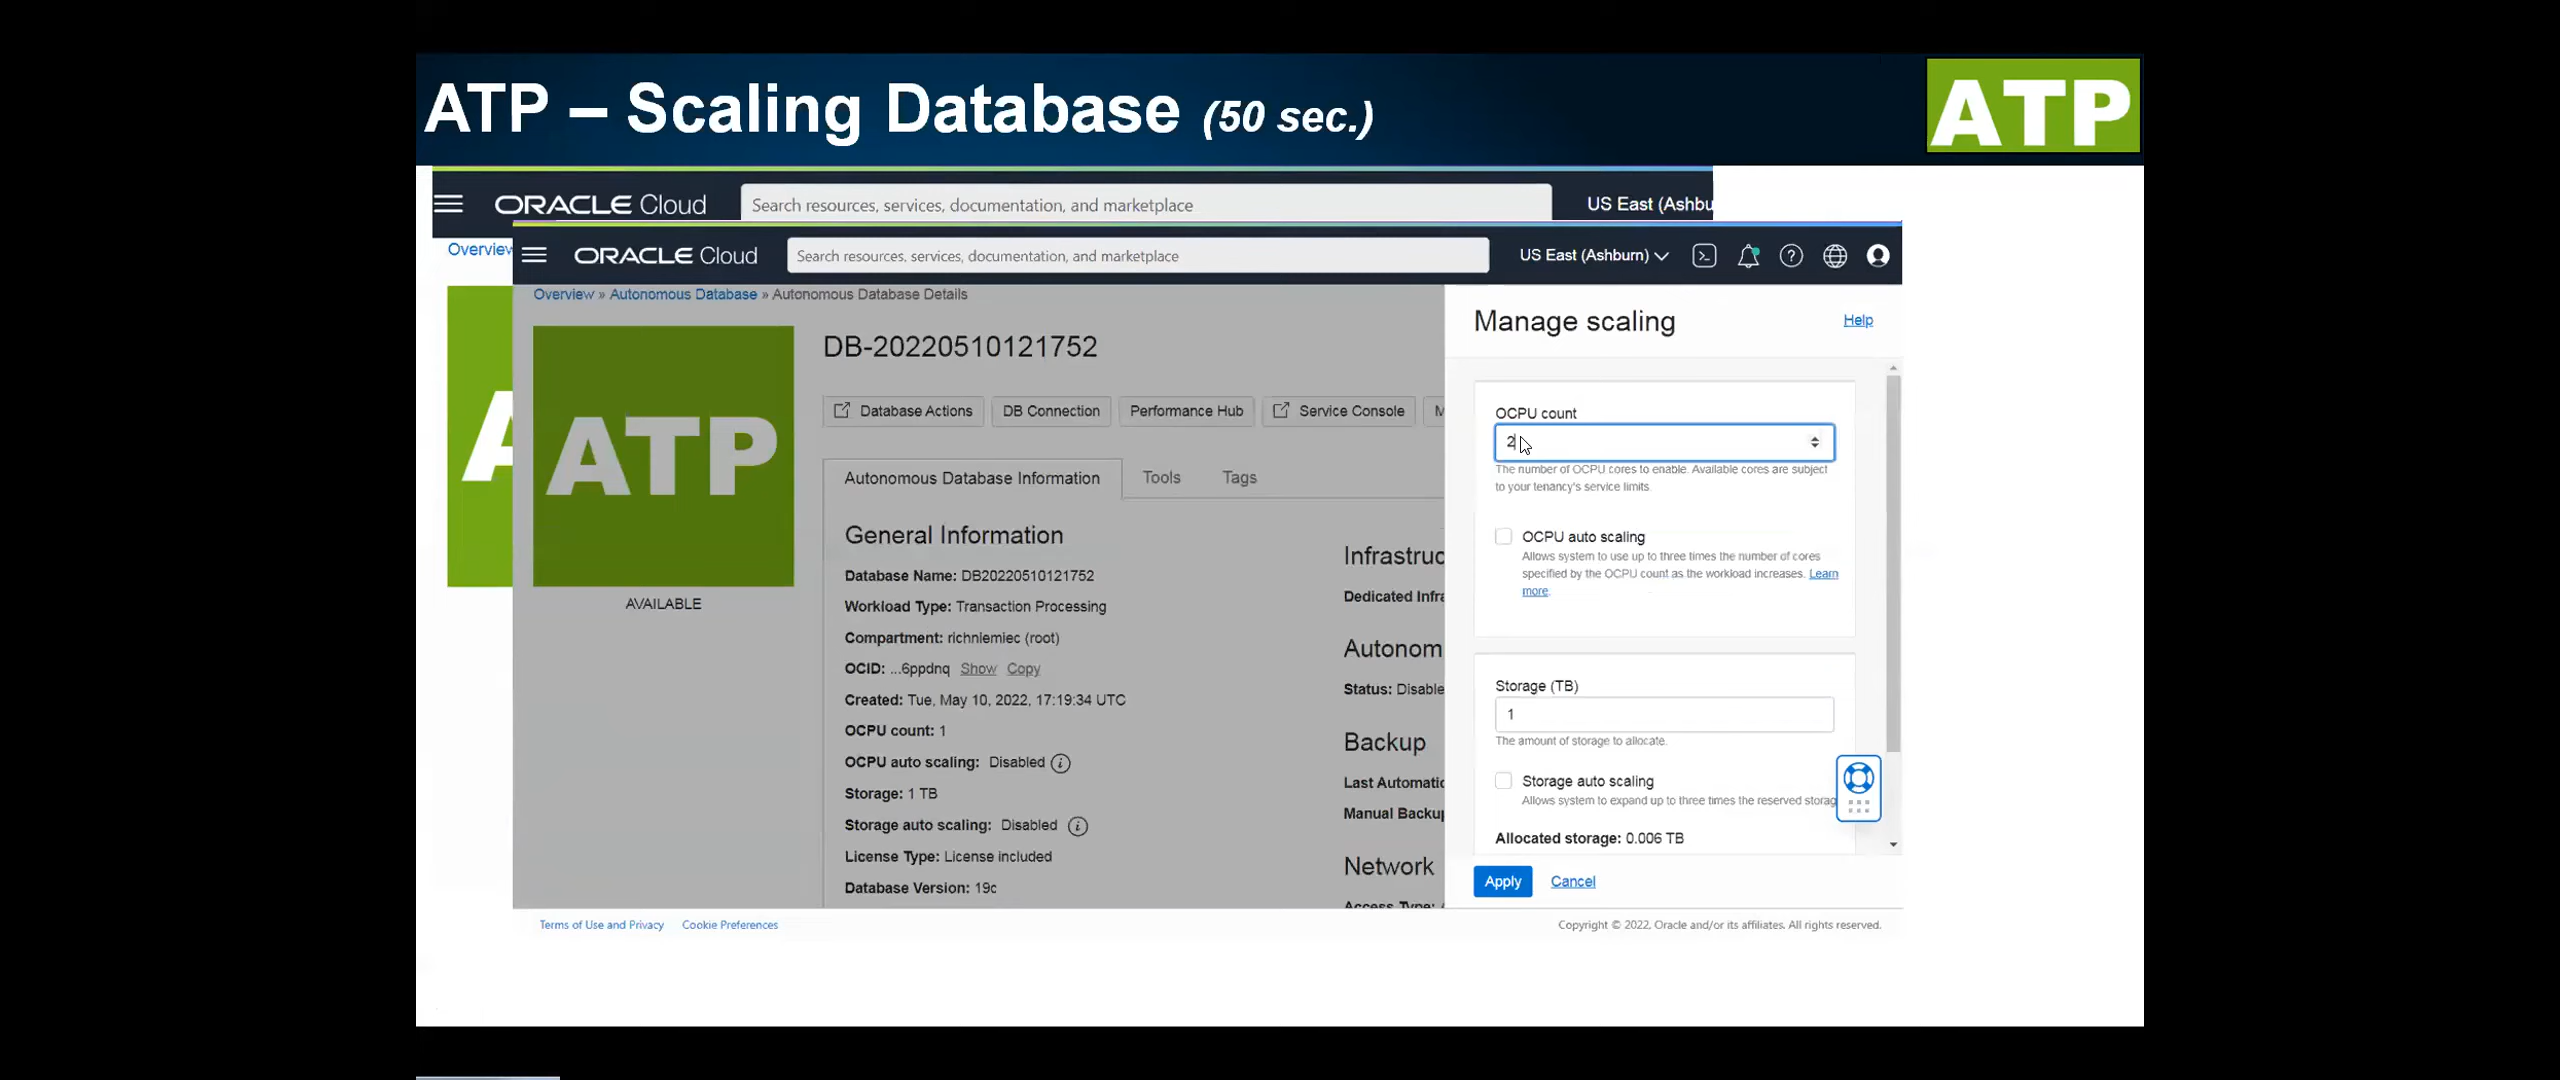 ATP – Scaling Database (50 sec.)
ATP
ORACLE Cloud
Search resources, services, documentation, and marketplace
US East (Ashbu
Overview
A
ORACLE Cloud
Search resources, services, documentation, and marketplace
US East (Ashburn)
Overview » Autonomous Database » Autonomous Database Details
ATP
AVAILABLE
DB-20220510121752
Database Actions
DB Connection
Performance Hub
Service Console
M
Autonomous Database Information
Tools
Tags
General Information
Database Name: DB20220510121752
Workload Type: Transaction Processing
Compartment: richniemiec (root)
OCID: ...6ppdnq Show Copy
Created: Tue, May 10, 2022, 17:19:34 UTC
OCPU count: 1
OCPU auto scaling: Disabled
Storage: 1 TB
Storage auto scaling: Disabled
License Type: License included
Database Version: 19c
Infrastruc
Dedicated Infra
Autonom
Status: Disable
Backup
Last Automatic
Manual Backup
Network
Access Type:
Manage scaling
Help
OCPU count
2
The number of OCPU cores to enable. Available cores are subject
to your tenancy's service limits.
OCPU auto scaling
Allows system to use up to three times the number of cores
specified by the OCPU count as the workload increases. Learn
more.
Storage (TB)
1
The amount of storage to allocate.
Storage auto scaling
Allows system to expand up to three times the reserved storag
Allocated storage: 0.006 TB
Apply
Cancel
Terms of Use and Privacy
Cookie Preferences
Copyright © 2022, Oracle and/or its affiliates. All rights reserved.